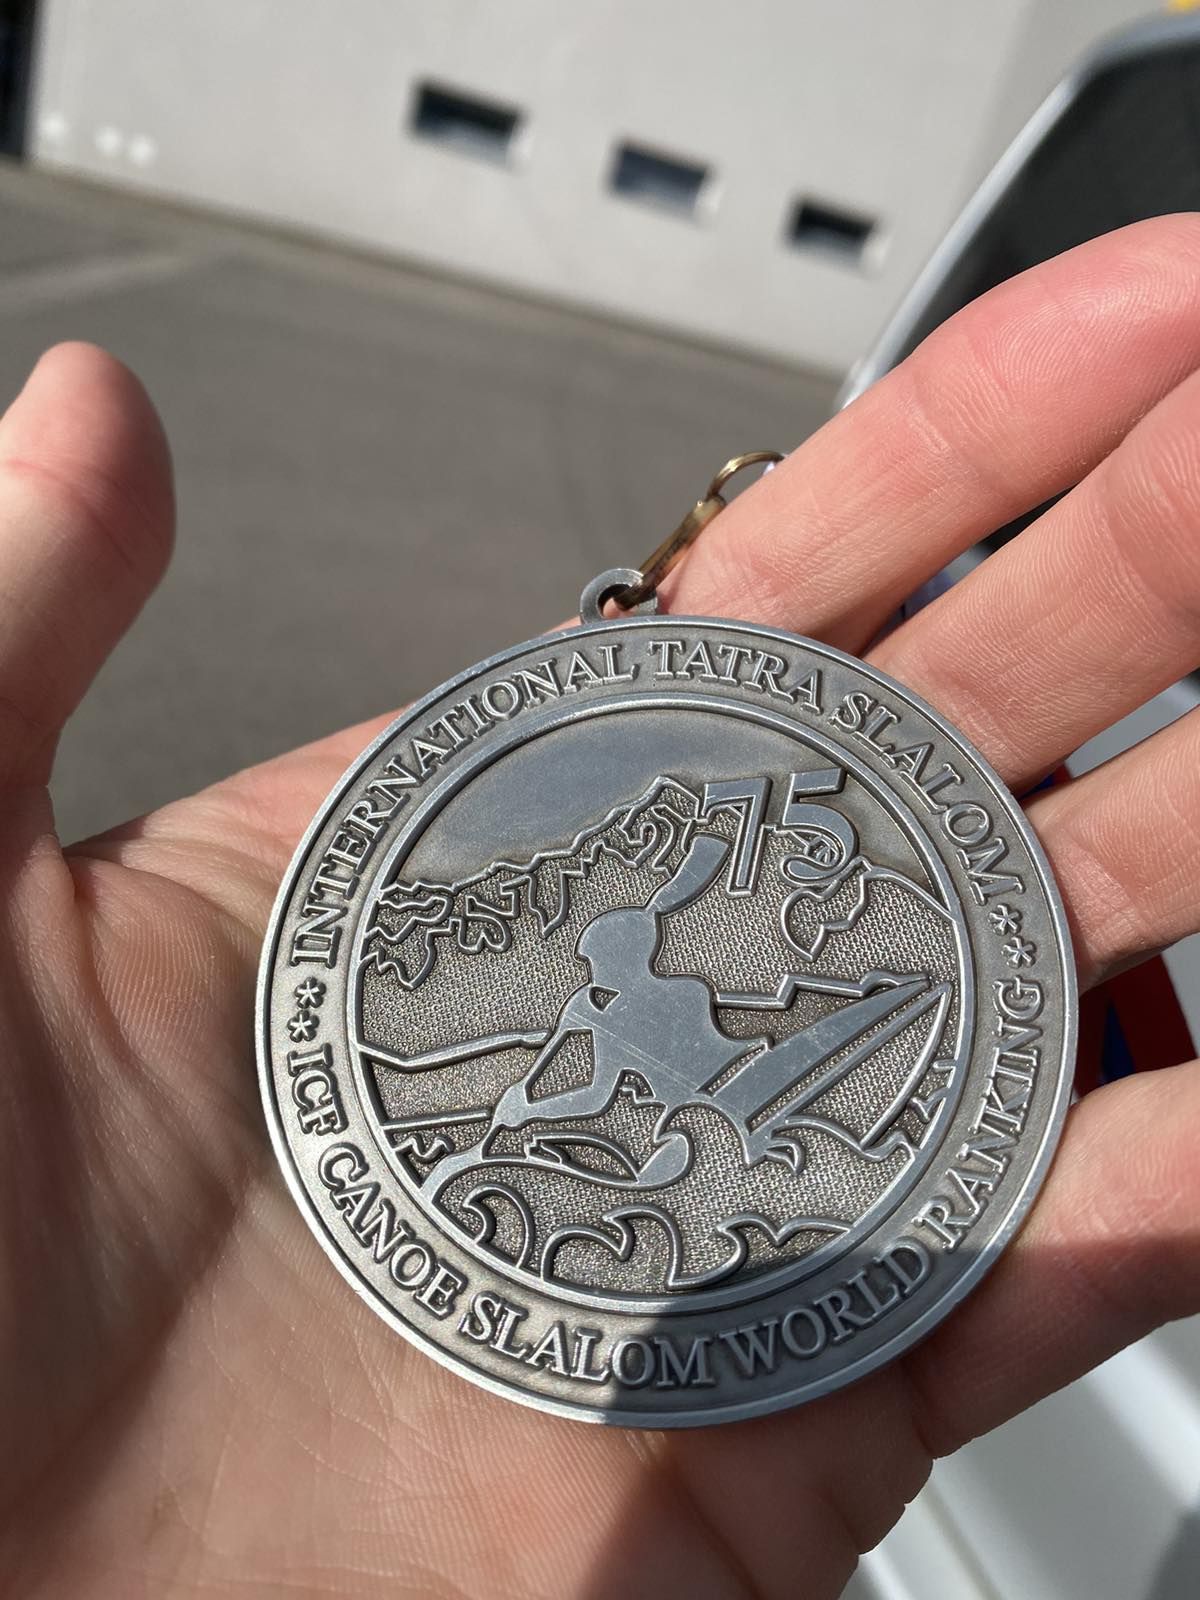 INTERNATIONAL TATRA SLALOM
75
** ICF CANOE SLALOM WORLD RANKING **